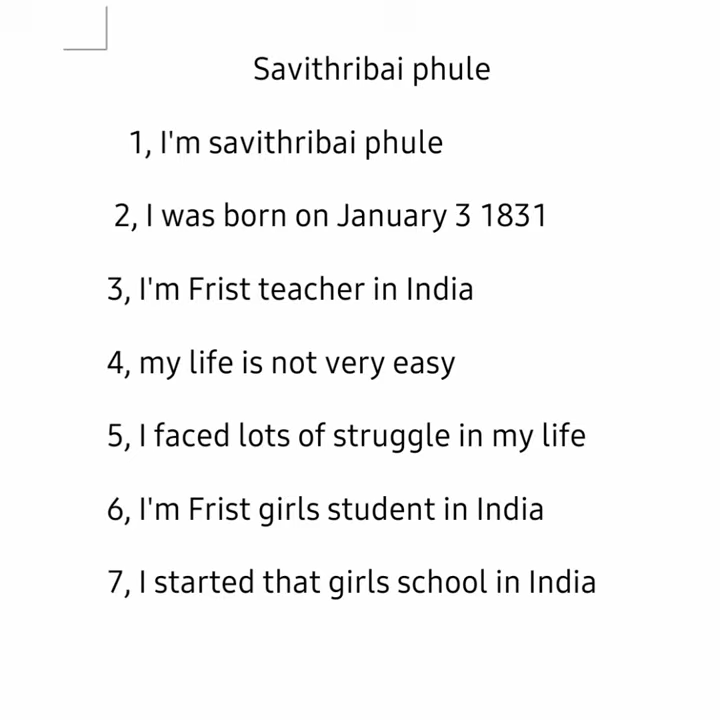 Savithribai phule
1, I'm savithribai phule
2, I was born on January 3 1831
3, I'm Frist teacher in India
4, my life is not very easy
5, I faced lots of struggle in my life
6, I'm Frist girls student in India
7, I started that girls school in India